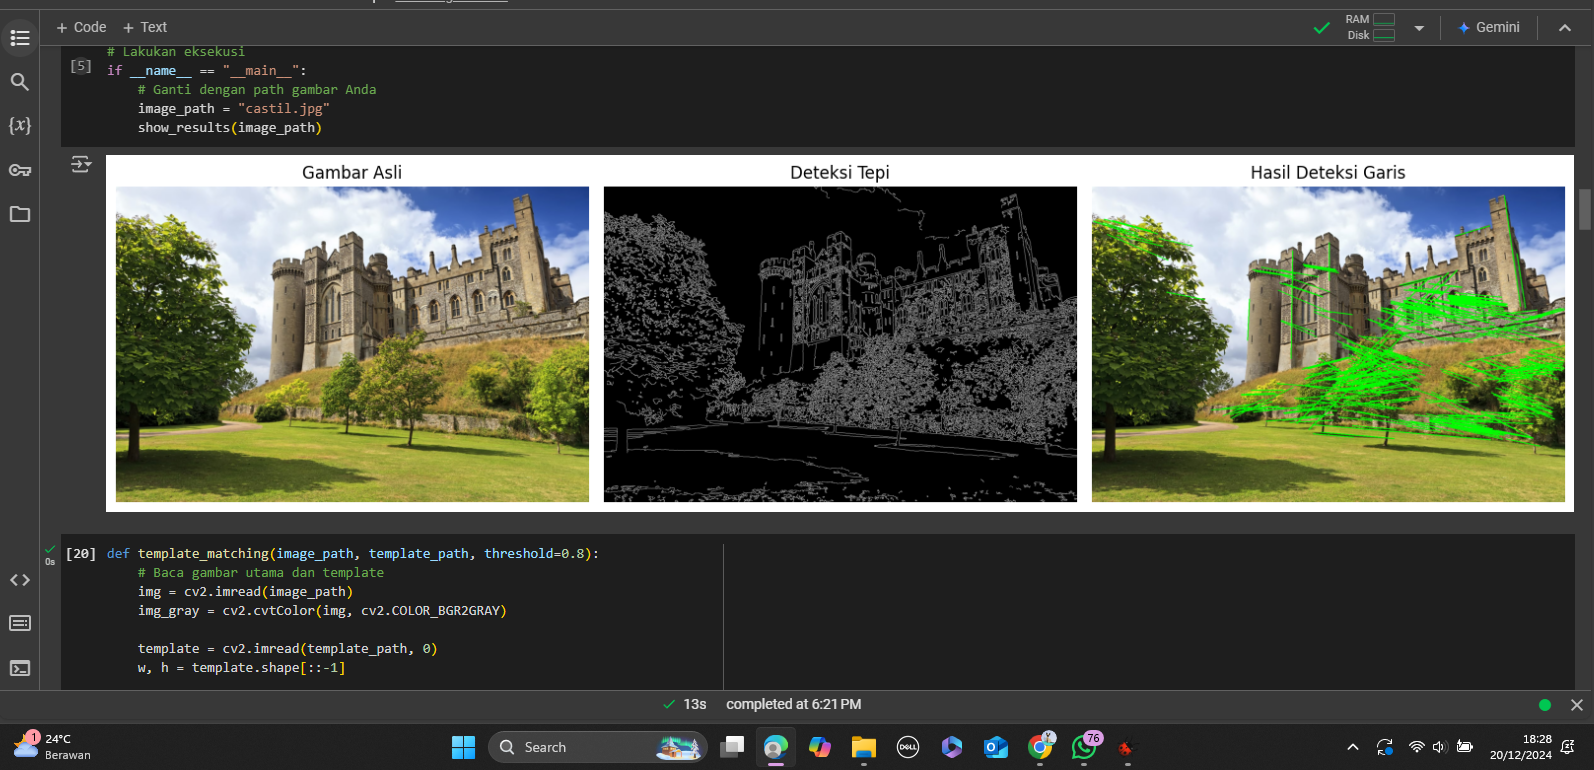 + Code + Text
RAM
Disk
Gemini
# Lakukan eksekusi
[5]
if __name__ == "__main__":
# Ganti dengan path gambar Anda
image_path = "castil.jpg"
show_results(image_path)
{x}
Gambar Asli
Deteksi Tepi
Hasil Deteksi Garis
0s
[20]
def template_matching(image_path, template_path, threshold=0.8):
# Baca gambar utama dan template
img = cv2.imread(image_path)
img_gray = cv2.cvtColor(img, cv2.COLOR_BGR2GRAY)
template = cv2.imread(template_path, 0)
w, h = template.shape[::-1]
13s completed at 6:21 PM
1
24°C
Berawan
Search
DELL
76
18:28
20/12/2024